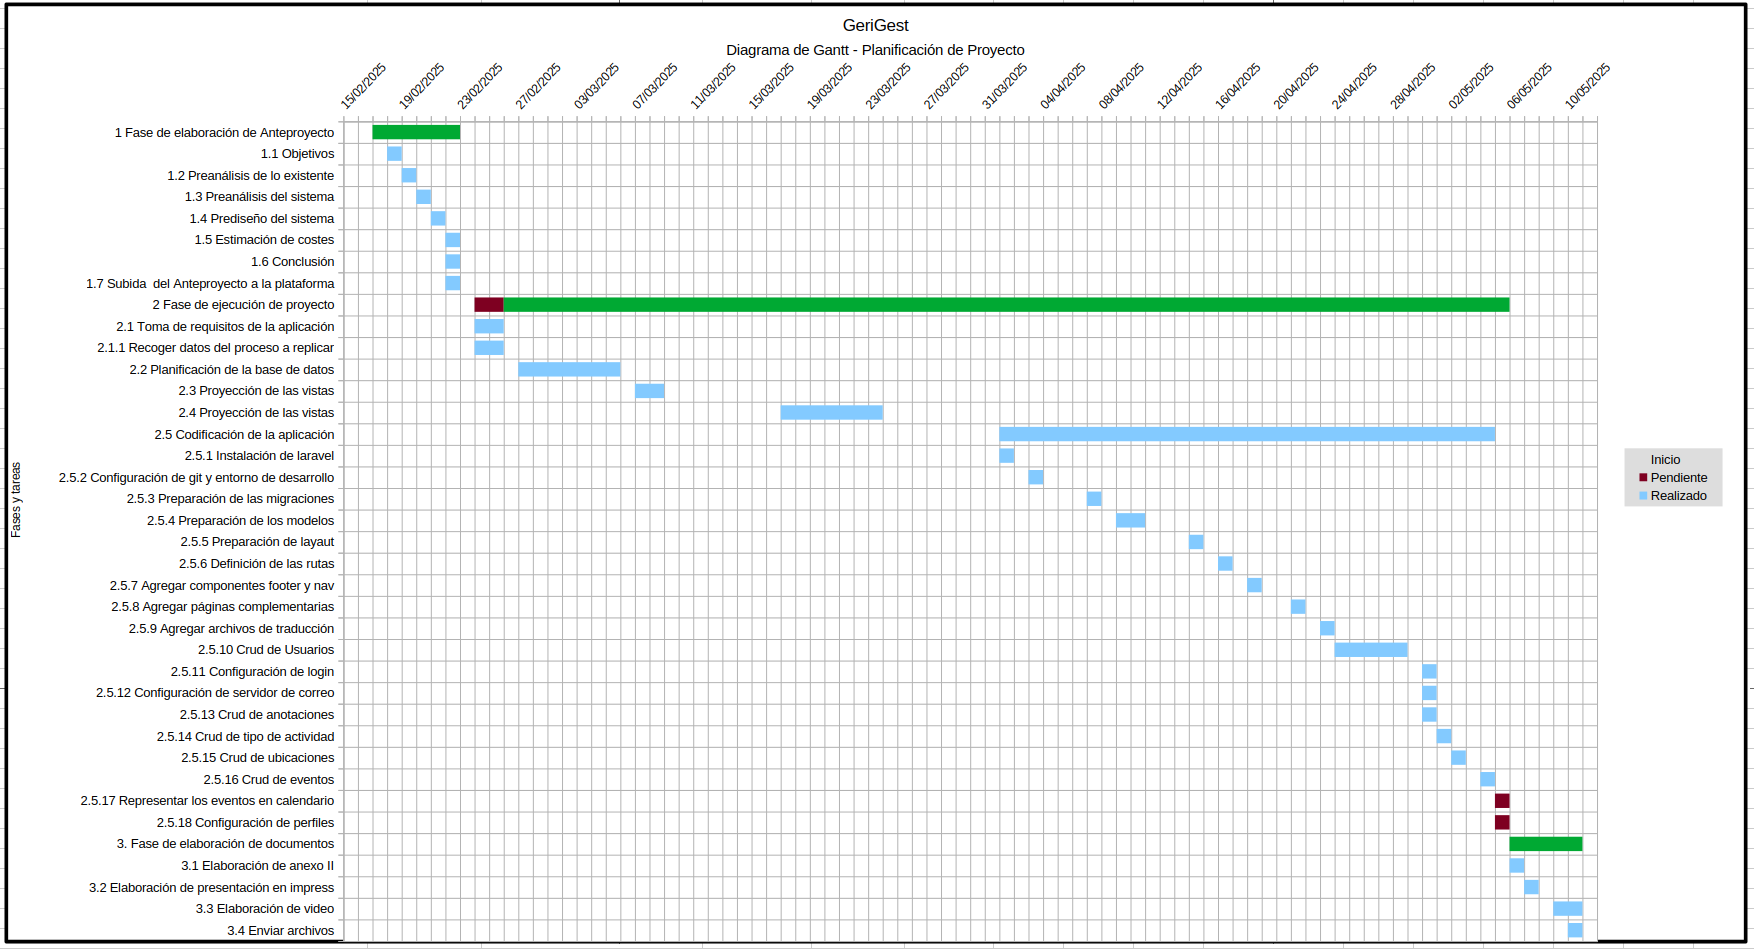 GeriGest
Diagrama de Gantt - Planificación de Proyecto
15/02/2025
19/02/2025
23/02/2025
27/02/2025
03/03/2025
07/03/2025
11/03/2025
15/03/2025
19/03/2025
23/03/2025
27/03/2025
31/03/2025
04/04/2025
08/04/2025
12/04/2025
16/04/2025
20/04/2025
24/04/2025
28/04/2025
02/05/2025
06/05/2025
10/05/2025
1 Fase de elaboración de Anteproyecto
1.1 Objetivos
1.2 Preanálisis de lo existente
1.3 Preanálisis del sistema
1.4 Prediseño del sistema
1.5 Estimación de costes
1.6 Conclusión
1.7 Subida  del Anteproyecto a la plataforma
2 Fase de ejecución de proyecto
2.1 Toma de requisitos de la aplicación
2.1.1 Recoger datos del proceso a replicar
2.2 Planificación de la base de datos
2.3 Proyección de las vistas
2.4 Proyección de las vistas
2.5 Codificación de la aplicación
2.5.1 Instalación de laravel
2.5.2 Configuración de git y entorno de desarrollo
2.5.3 Preparación de las migraciones
2.5.4 Preparación de los modelos
2.5.5 Preparación de layaut
2.5.6 Definición de las rutas
2.5.7 Agregar componentes footer y nav
2.5.8 Agregar páginas complementarias
2.5.9 Agregar archivos de traducción
2.5.10 Crud de Usuarios
2.5.11 Configuración de login
2.5.12 Configuración de servidor de correo
2.5.13 Crud de anotaciones
2.5.14 Crud de tipo de actividad
2.5.15 Crud de ubicaciones
2.5.16 Crud de eventos
2.5.17 Representar los eventos en calendario
2.5.18 Configuración de perfiles
3. Fase de elaboración de documentos
3.1 Elaboración de anexo II
3.2 Elaboración de presentación en impress
3.3 Elaboración de video
3.4 Enviar archivos
Fases y tareas
Inicio
Pendiente
Realizado